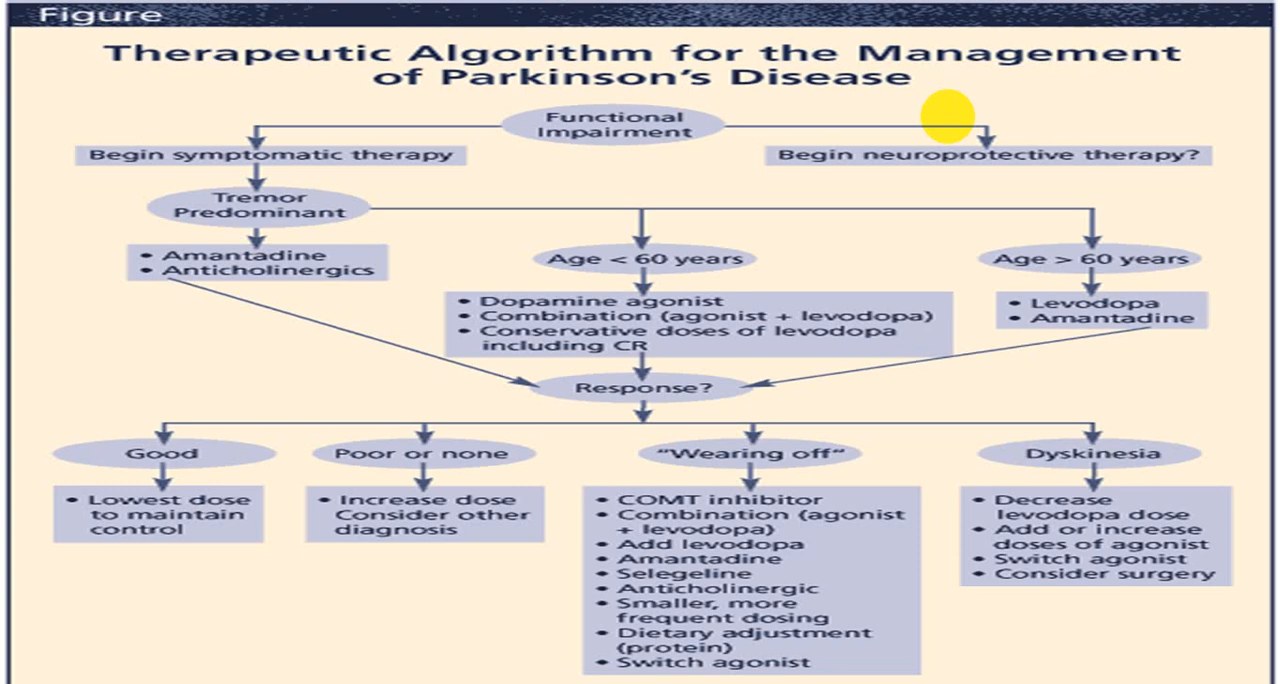 Figure
Therapeutic Algorithm for the Management
of Parkinson's Disease
Functional
Impairment
Begin symptomatic therapy
Begin neuroprotective therapy?
Tremor
Predominant
• Amantadine
• Anticholinergics
Age < 60 years
Age > 60 years
• Dopamine agonist
• Combination (agonist + levodopa)
• Conservative doses of levodopa
including CR
• Levodopa
• Amantadine
Response?
Good
Poor or none
"Wearing off"
Dyskinesia
• Lowest dose
to maintain
control
• Increase dose
Consider other
diagnosis
• COMT inhibitor
• Combination (agonist
+ levodopa)
• Add levodopa
• Amantadine
• Selegeline
• Anticholinergic
• Smaller, more
frequent dosing
• Dietary adjustment
(protein)
• Switch agonist
• Decrease
levodopa dose
• Add or increase
doses of agonist
• Switch agonist
• Consider surgery